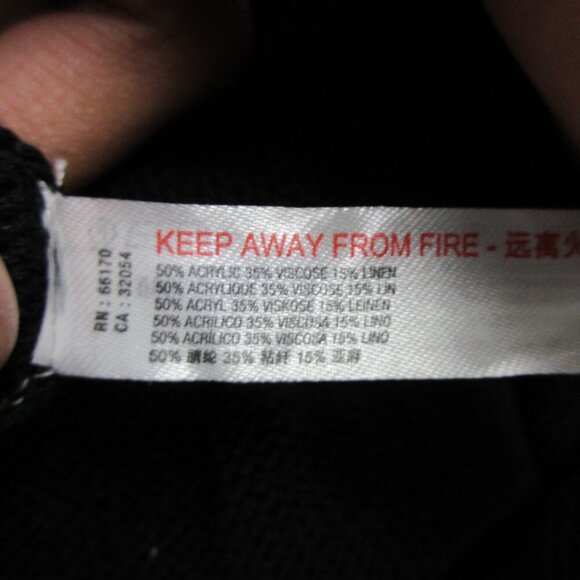 KEEP AWAY FROM FIRE - 远离火
50% ACRYLIC 35% VISCOSE 15% LINEN
50% ACRYLIQUE 35% VISCOSE 15% LIN
50% ACRYL 35% VISKOSE 15% LEINEN
50% ACRILICO 35% VISCOSA 15% LINO
50% ACRÍLICO 35% VISCOSA 15% LINO
50% 腈纶 35% 粘纤 15% 亚麻
RN : 66170
CA : 32054